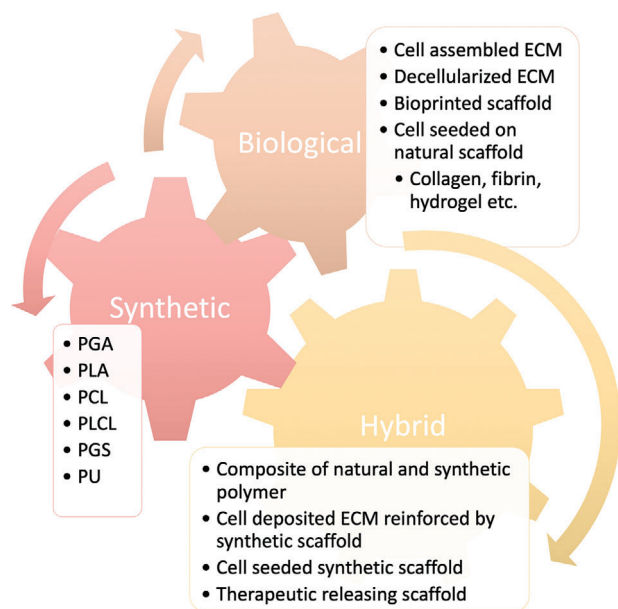 Biological
• Cell assembled ECM
• Decellularized ECM
• Bioprinted scaffold
• Cell seeded on
natural scaffold
• Collagen, fibrin,
hydrogel etc.
Synthetic
• PGA
• PLA
• PCL
• PLCL
• PGS
• PU
Hybrid
• Composite of natural and synthetic
polymer
• Cell deposited ECM reinforced by
synthetic scaffold
• Cell seeded synthetic scaffold
• Therapeutic releasing scaffold